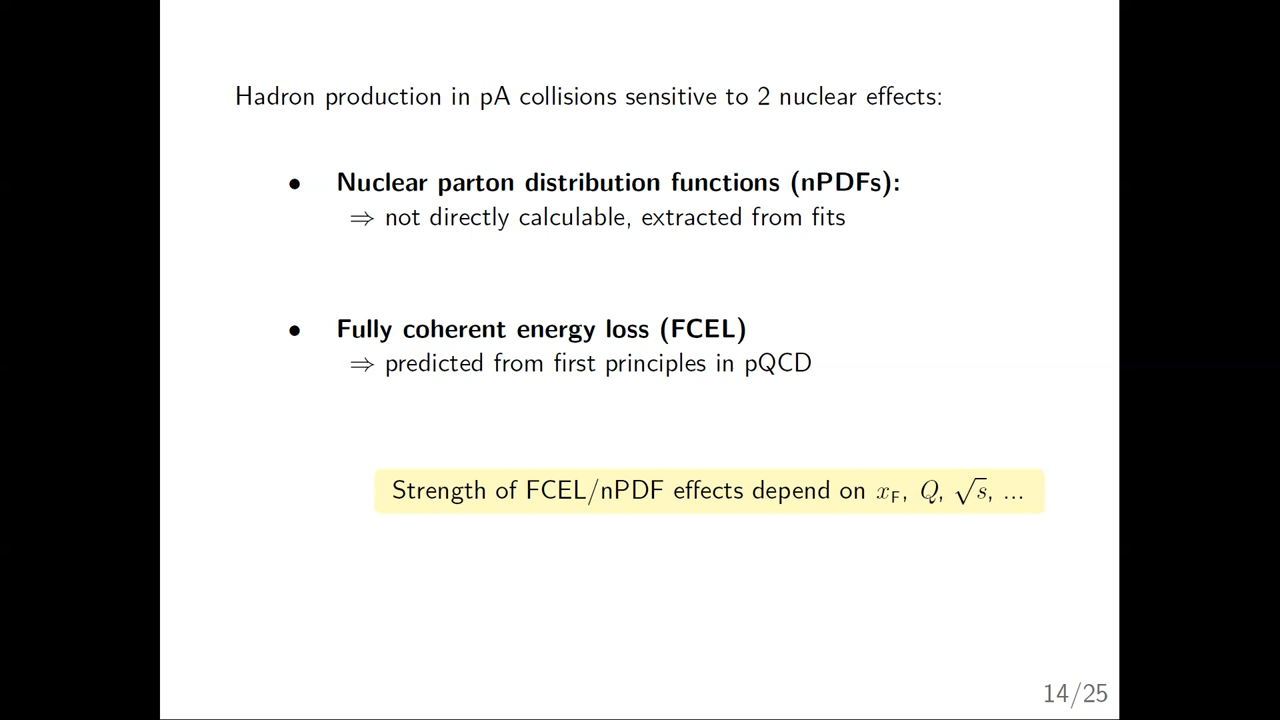 Hadron production in pA collisions sensitive to 2 nuclear effects:
• Nuclear parton distribution functions (nPDFs):
⇒ not directly calculable, extracted from fits
• Fully coherent energy loss (FCEL)
⇒ predicted from first principles in pQCD
Strength of FCEL/nPDF effects depend on x_F, Q, √s, ...
14/25